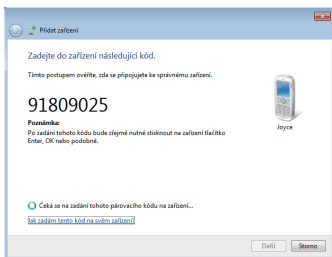 Přidat zařízení
Zadejte do zařízení následující kód.
Tímto postupem ověříte, zda se připojujete ke správnému zařízení.
91809025
Poznámka:
Po zadání tohoto kódu bude zřejmě nutné stisknout na zařízení tlačítko
Enter, OK nebo podobné.
Joyce
Čeká se na zadání tohoto párovacího kódu na zařízení...
Jak zadám tento kód na svém zařízení?
Další
Storno